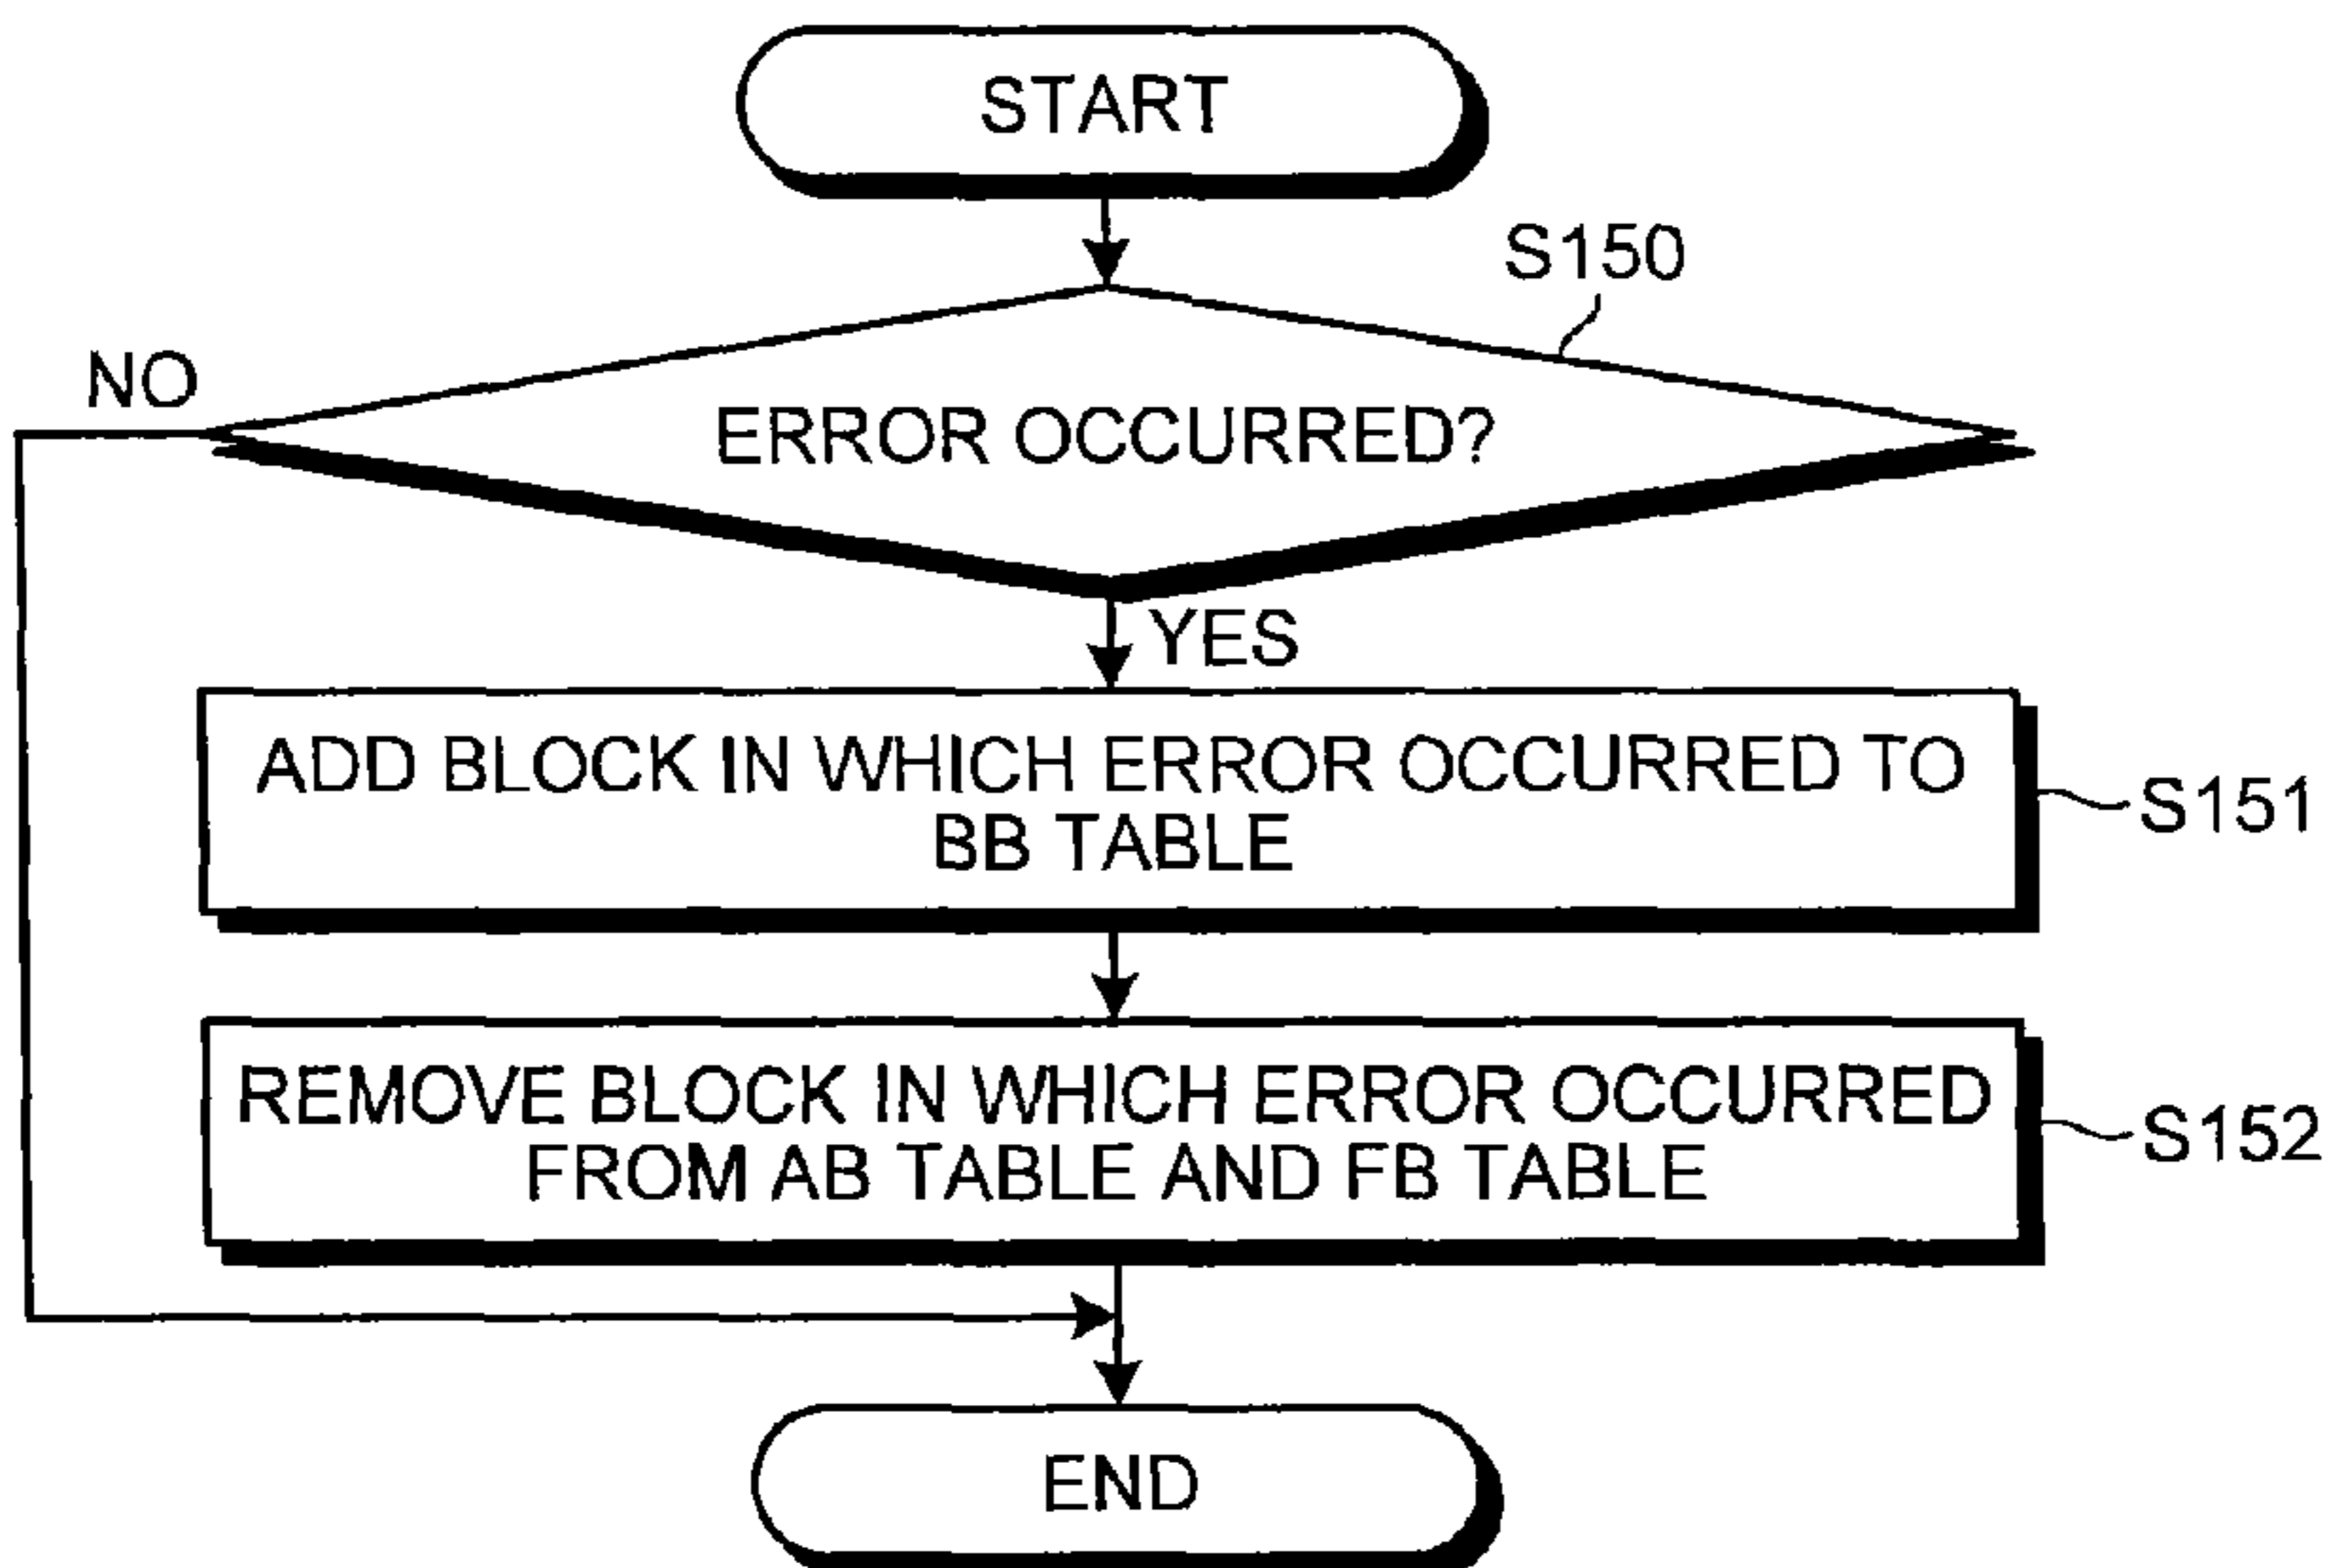 START
S150
NO
ERROR OCCURRED?
YES
ADD BLOCK IN WHICH ERROR OCCURRED TO
BB TABLE
S151
REMOVE BLOCK IN WHICH ERROR OCCURRED
FROM AB TABLE AND FB TABLE
S152
END